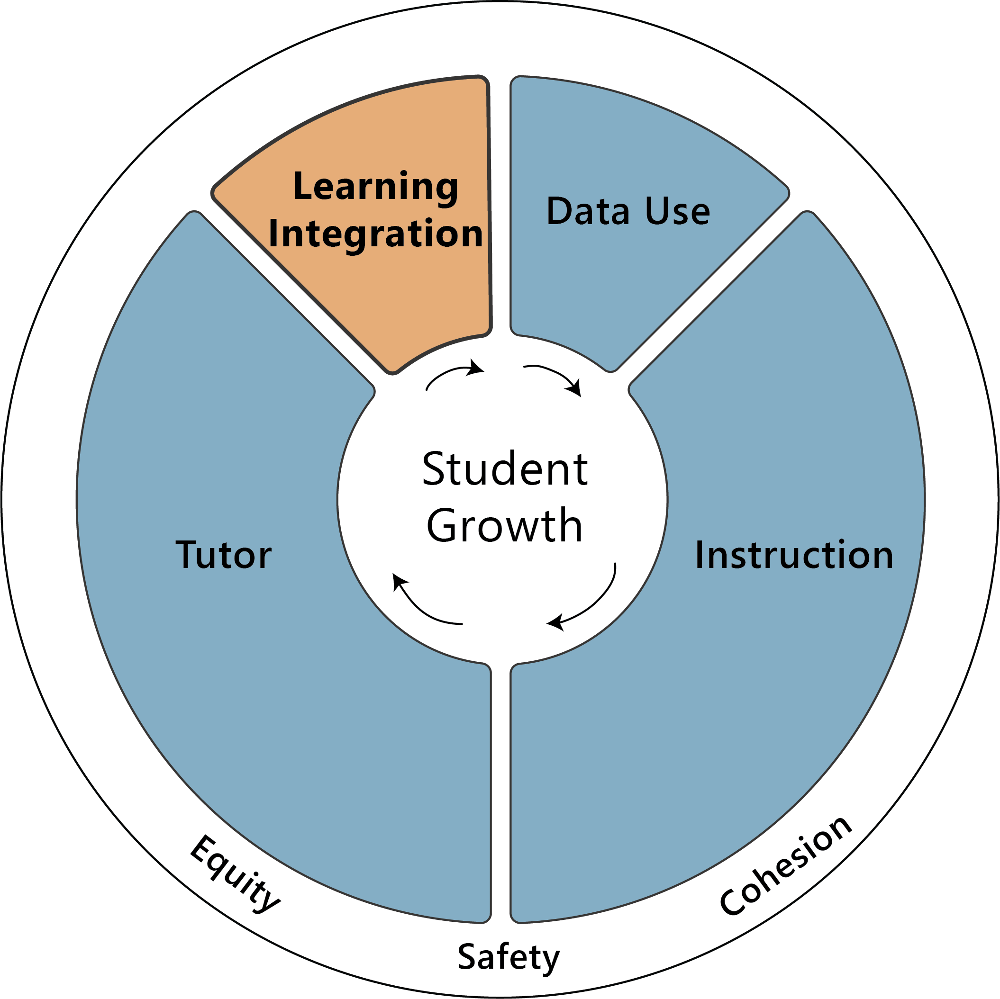 Learning
Integration
Data Use
Student
Growth
Tutor
Instruction
Equity
Safety
Cohesion